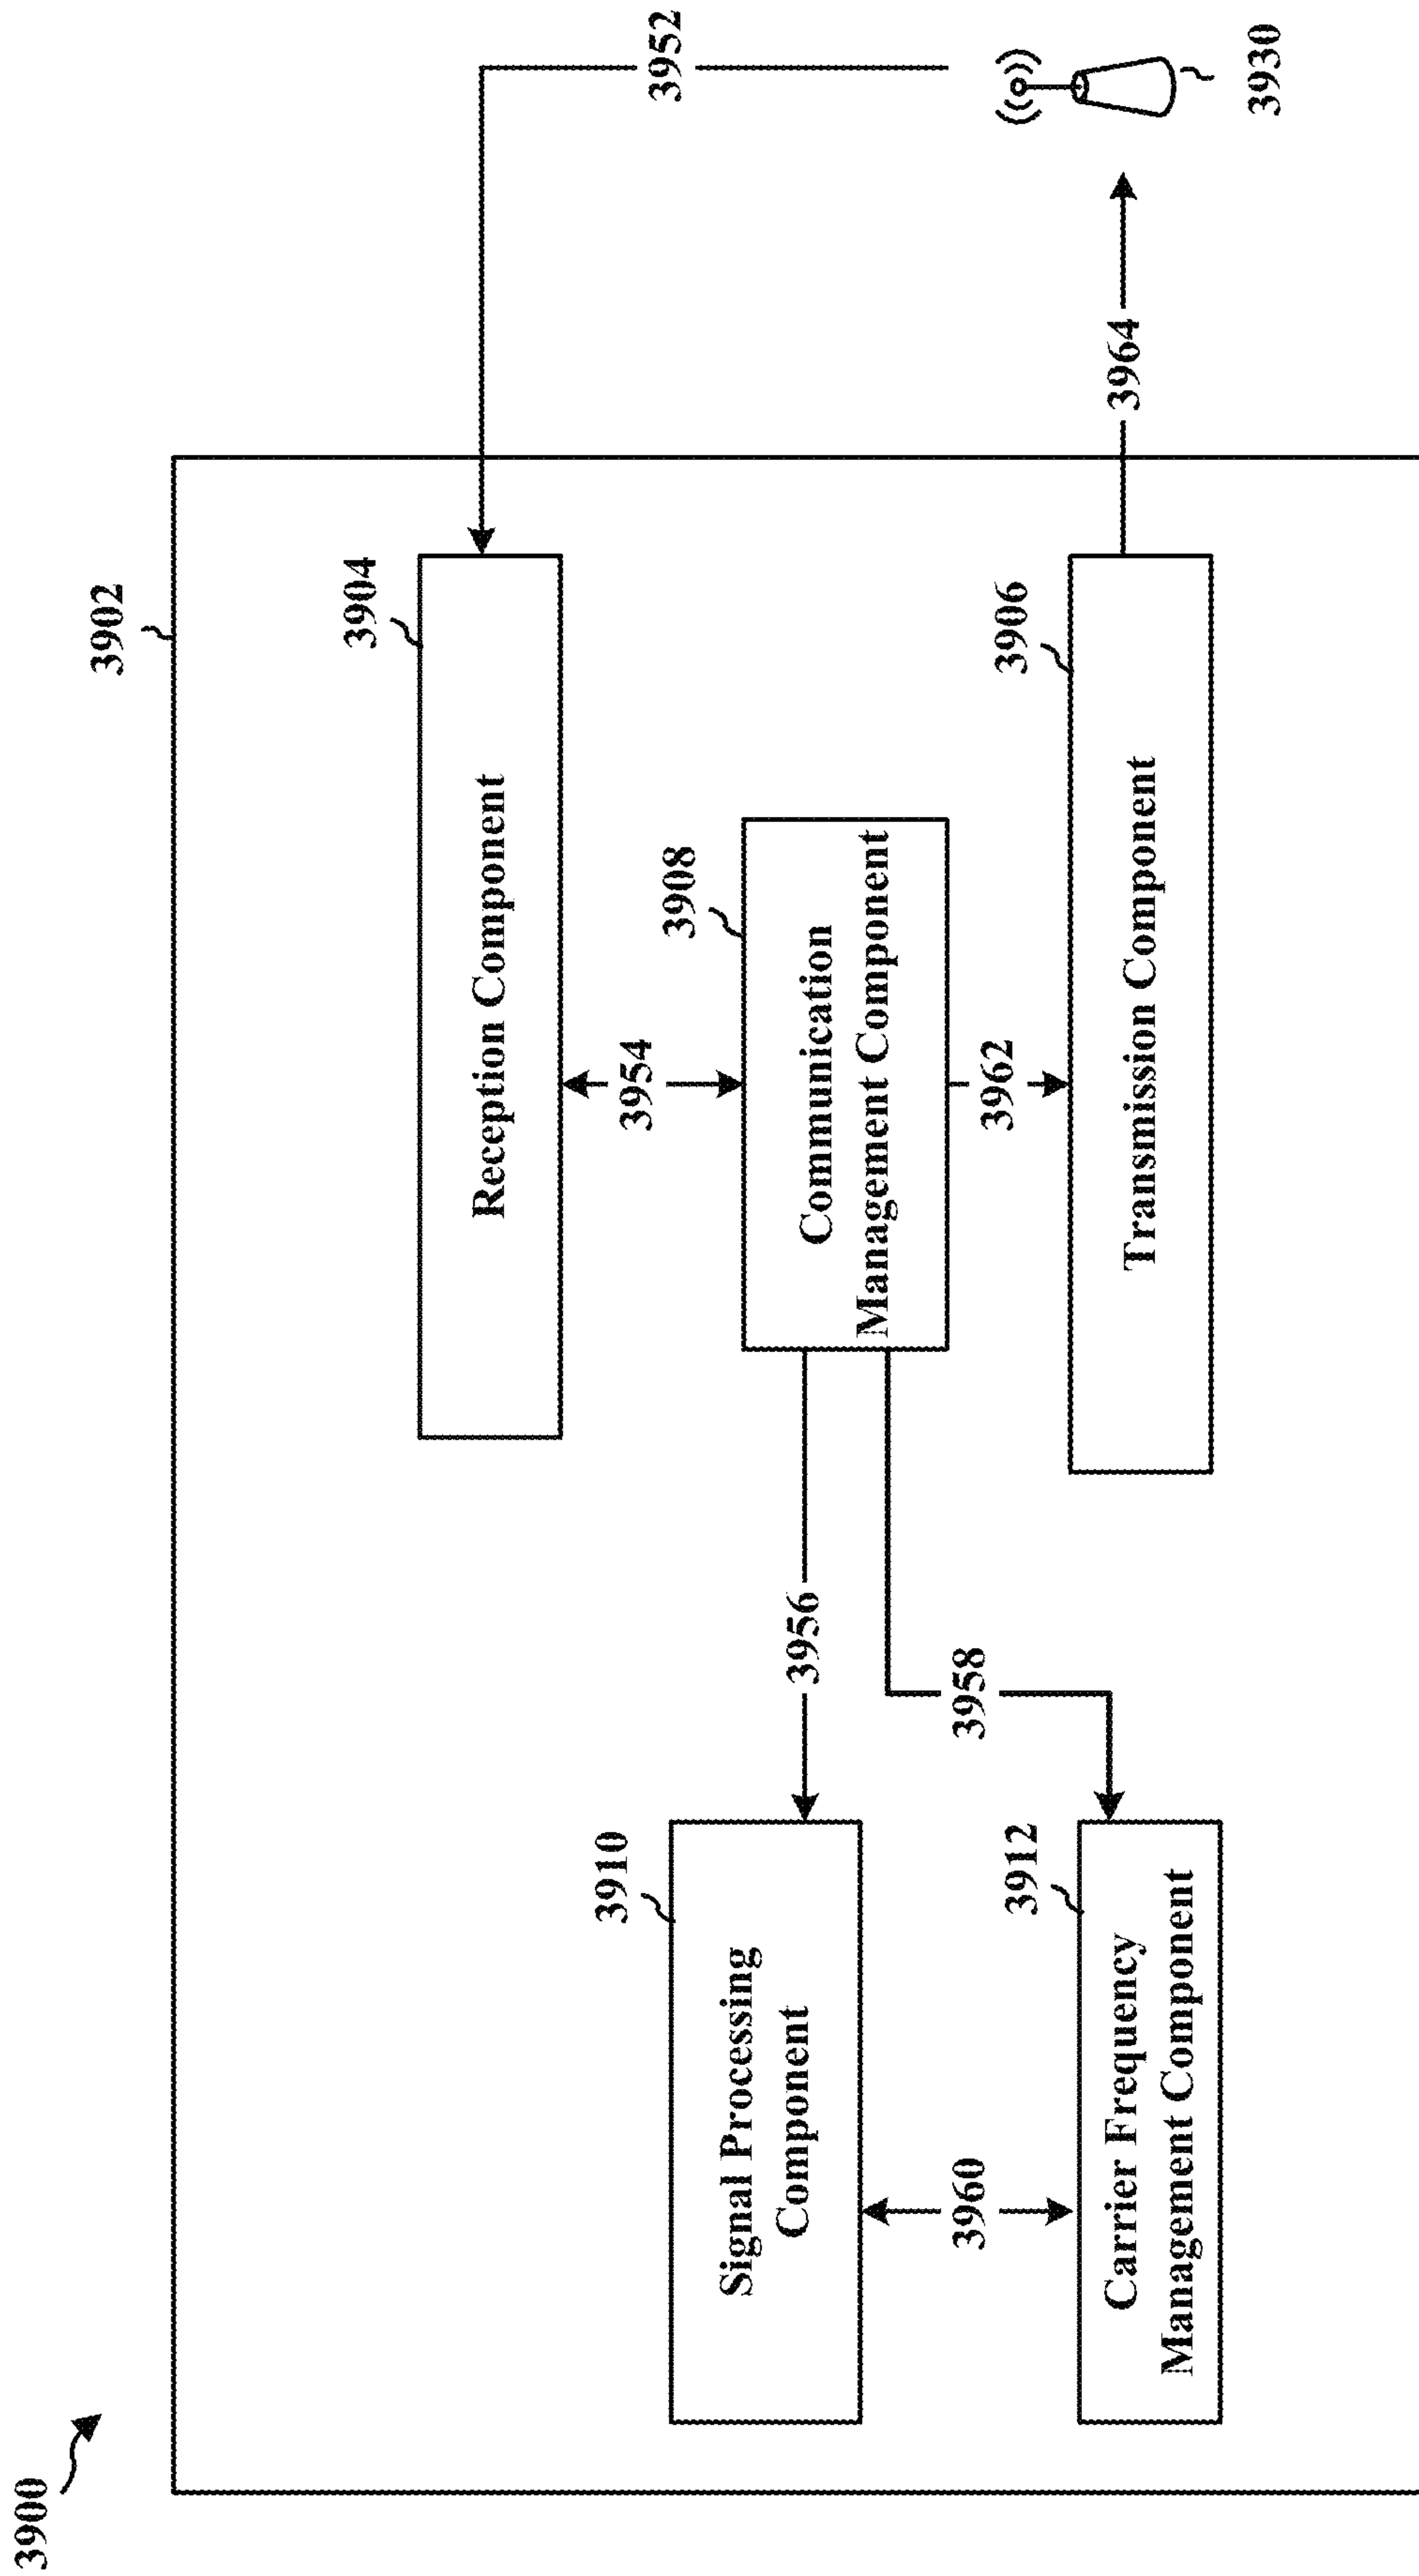 3900
3902
3904
Reception Component
3952
3954
3910
Signal Processing
Component
3956
3908
Communication
Management Component
3960
3958
3962
3912
Carrier Frequency
Management Component
3906
Transmission Component
3964
3930